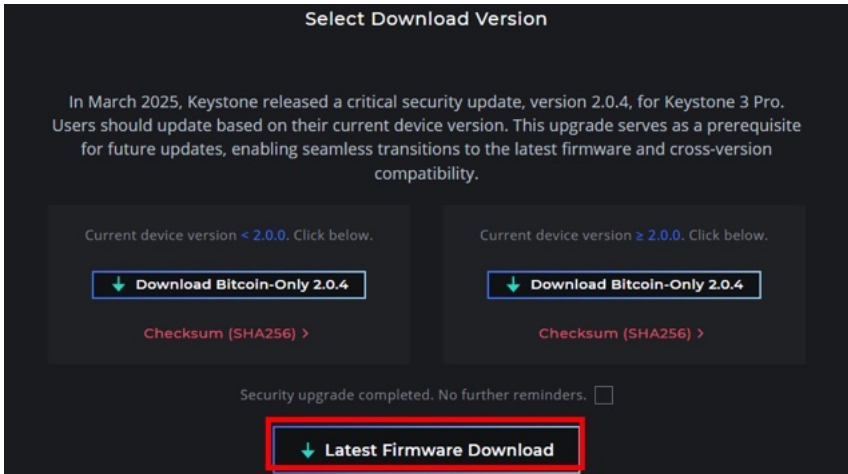 Select Download Version
In March 2025, Keystone released a critical security update, version 2.0.4, for Keystone 3 Pro.
Users should update based on their current device version. This upgrade serves as a prerequisite
for future updates, enabling seamless transitions to the latest firmware and cross-version
compatibility.
Current device version < 2.0.0. Click below.
Download Bitcoin-Only 2.0.4
Checksum (SHA256) >
Current device version ≥ 2.0.0. Click below.
Download Bitcoin-Only 2.0.4
Checksum (SHA256) >
Security upgrade completed. No further reminders.
Latest Firmware Download